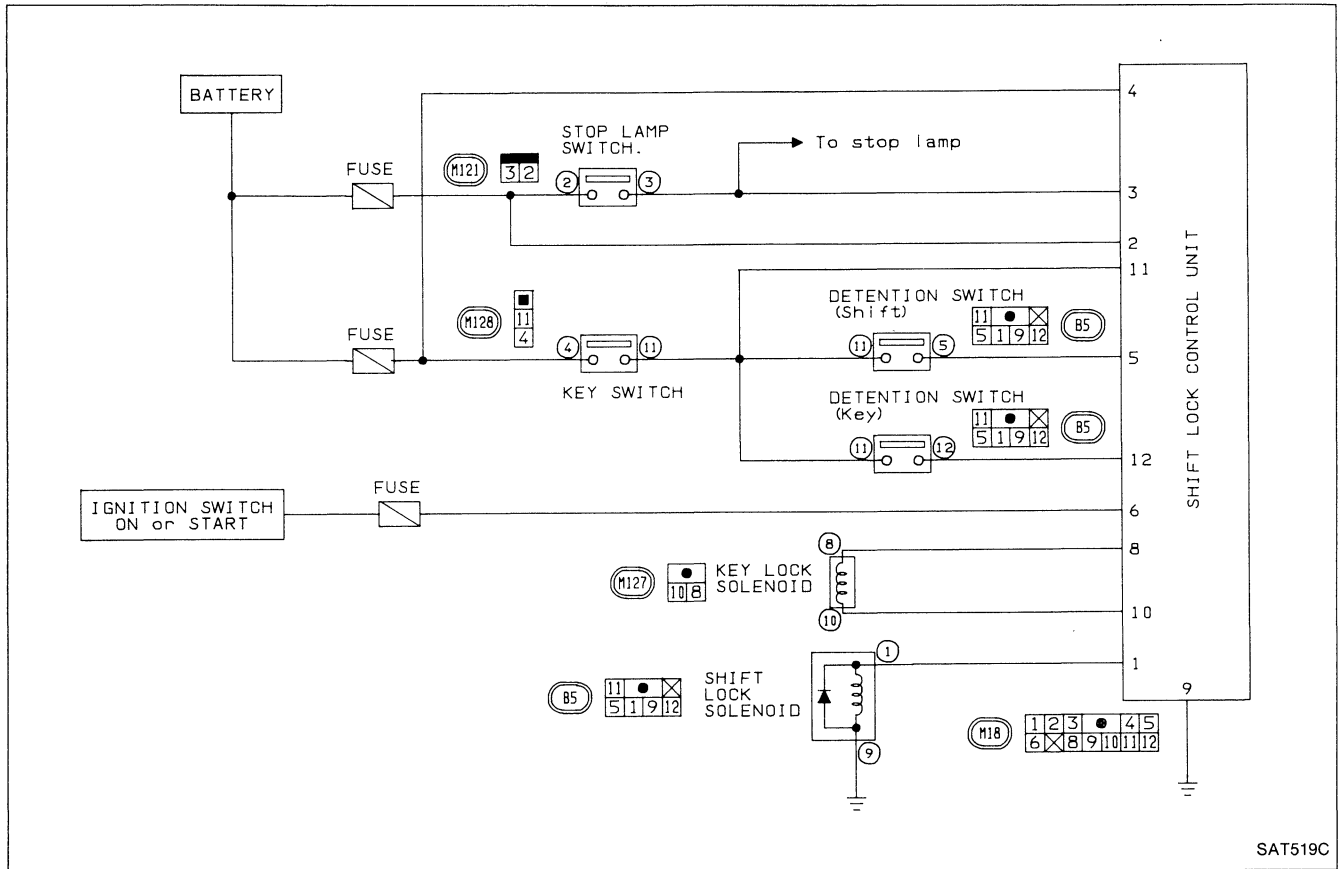 BATTERY
4
STOP LAMP
SWITCH.
To stop lamp
FUSE
M121
3 2
2
3
3
2
11
DETENTION SWITCH
(Shift)
11
5 1 9 12
B5
M128
11
4
FUSE
4
11
11
5
5
KEY SWITCH
DETENTION SWITCH
(Key)
11
5 1 9 12
B5
11
12
12
SHIFT LOCK CONTROL UNIT
FUSE
IGNITION SWITCH
ON or START
6
8
8
M127
10 8
KEY LOCK
SOLENOID
10
10
1
1
B5
11
5 1 9 12
SHIFT
LOCK
SOLENOID
9
9
M18
1 2 3 4 5
6 8 9 10 11 12
SAT519C